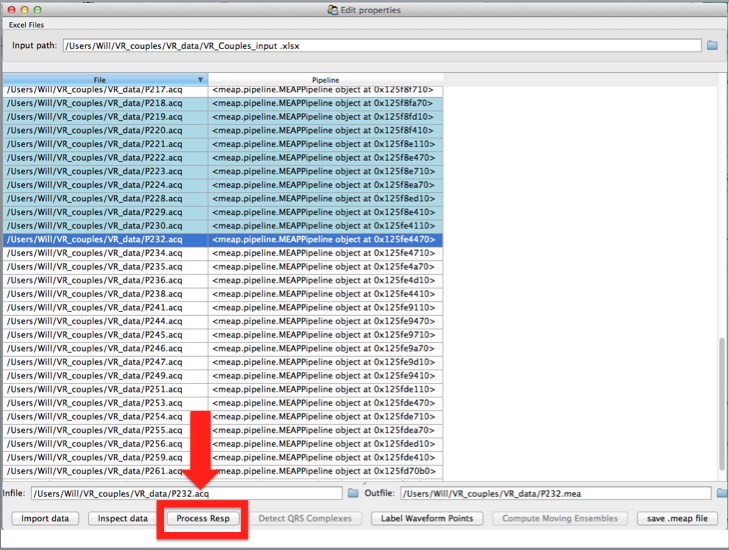 Edit properties
Excel Files
Input path: /Users/Will/VR_couples/VR_data/VR_Couples_input .xlsx
File Pipeline
/Users/Will/VR_couples/VR_data/P217.acq <meap.pipeline.MEAPPipeline object at 0x125f8f710>
/Users/Will/VR_couples/VR_data/P218.acq <meap.pipeline.MEAPPipeline object at 0x125f8fa70>
/Users/Will/VR_couples/VR_data/P219.acq <meap.pipeline.MEAPPipeline object at 0x125f8fd10>
/Users/Will/VR_couples/VR_data/P220.acq <meap.pipeline.MEAPPipeline object at 0x125f8f410>
/Users/Will/VR_couples/VR_data/P221.acq <meap.pipeline.MEAPPipeline object at 0x125f8e110>
/Users/Will/VR_couples/VR_data/P222.acq <meap.pipeline.MEAPPipeline object at 0x125f8e470>
/Users/Will/VR_couples/VR_data/P223.acq <meap.pipeline.MEAPPipeline object at 0x125f8e710>
/Users/Will/VR_couples/VR_data/P224.acq <meap.pipeline.MEAPPipeline object at 0x125f8ea70>
/Users/Will/VR_couples/VR_data/P228.acq <meap.pipeline.MEAPPipeline object at 0x125f8ed10>
/Users/Will/VR_couples/VR_data/P229.acq <meap.pipeline.MEAPPipeline object at 0x125f8e410>
/Users/Will/VR_couples/VR_data/P230.acq <meap.pipeline.MEAPPipeline object at 0x125fe4110>
/Users/Will/VR_couples/VR_data/P232.acq <meap.pipeline.MEAPPipeline object at 0x125fe4470>
/Users/Will/VR_couples/VR_data/P234.acq <meap.pipeline.MEAPPipeline object at 0x125fe4710>
/Users/Will/VR_couples/VR_data/P235.acq <meap.pipeline.MEAPPipeline object at 0x125fe4a70>
/Users/Will/VR_couples/VR_data/P236.acq <meap.pipeline.MEAPPipeline object at 0x125fe4d10>
/Users/Will/VR_couples/VR_data/P238.acq <meap.pipeline.MEAPPipeline object at 0x125fe4410>
/Users/Will/VR_couples/VR_data/P241.acq <meap.pipeline.MEAPPipeline object at 0x125fe9110>
/Users/Will/VR_couples/VR_data/P244.acq <meap.pipeline.MEAPPipeline object at 0x125fe9470>
/Users/Will/VR_couples/VR_data/P245.acq <meap.pipeline.MEAPPipeline object at 0x125fe9710>
/Users/Will/VR_couples/VR_data/P246.acq <meap.pipeline.MEAPPipeline object at 0x125fe9a70>
/Users/Will/VR_couples/VR_data/P247.acq <meap.pipeline.MEAPPipeline object at 0x125fe9d10>
/Users/Will/VR_couples/VR_data/P249.acq <meap.pipeline.MEAPPipeline object at 0x125fe9410>
/Users/Will/VR_couples/VR_data/P251.acq <meap.pipeline.MEAPPipeline object at 0x125fde110>
/Users/Will/VR_couples/VR_data/P253.acq <meap.pipeline.MEAPPipeline object at 0x125fde470>
/Users/Will/VR_couples/VR_data/P254.acq <meap.pipeline.MEAPPipeline object at 0x125fde710>
/Users/Will/VR_couples/VR_data/P255.acq <meap.pipeline.MEAPPipeline object at 0x125fdea70>
/Users/Will/VR_couples/VR_data/P256.acq <meap.pipeline.MEAPPipeline object at 0x125fded10>
/Users/Will/VR_couples/VR_data/P259.acq <meap.pipeline.MEAPPipeline object at 0x125fde410>
/Users/Will/VR_couples/VR_data/P261.acq <meap.pipeline.MEAPPipeline object at 0x125fd70b0>
Infile: /Users/Will/VR_couples/VR_data/P232.acq Outfile: /Users/Will/VR_couples/VR_data/P232.mea
Import data Inspect data Process Resp Detect QRS Complexes Label Waveform Points Compute Moving Ensembles save .meap file